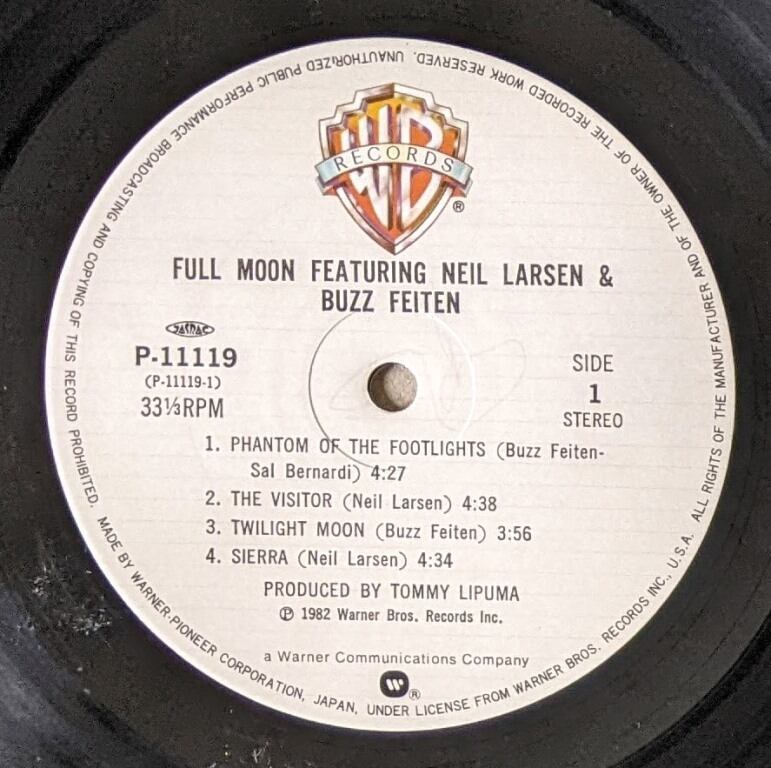 WB
RECORDS
®
FULL MOON FEATURING NEIL LARSEN &
BUZZ FEITEN
JASRAC
P-11119
(P-11119-1)
33⅓RPM
SIDE
1
STEREO
1. PHANTOM OF THE FOOTLIGHTS (Buzz Feiten-
Sal Bernardi) 4:27
2. THE VISITOR (Neil Larsen) 4:38
3. TWILIGHT MOON (Buzz Feiten) 3:56
4. SIERRA (Neil Larsen) 4:34
PRODUCED BY TOMMY LIPUMA
℗ 1982 Warner Bros. Records Inc.
a Warner Communications Company
W®
MADE BY WARNER-PIONEER CORPORATION, JAPAN, UNDER LICENSE FROM WARNER BROS. RECORDS INC., U.S.A. ALL RIGHTS OF THE MANUFACTURER AND OF THE OWNER OF THE RECORDED WORK RESERVED. UNAUTHORIZED PUBLIC PERFORMANCE BROADCASTING AND COPYING OF THIS RECORD PROHIBITED.